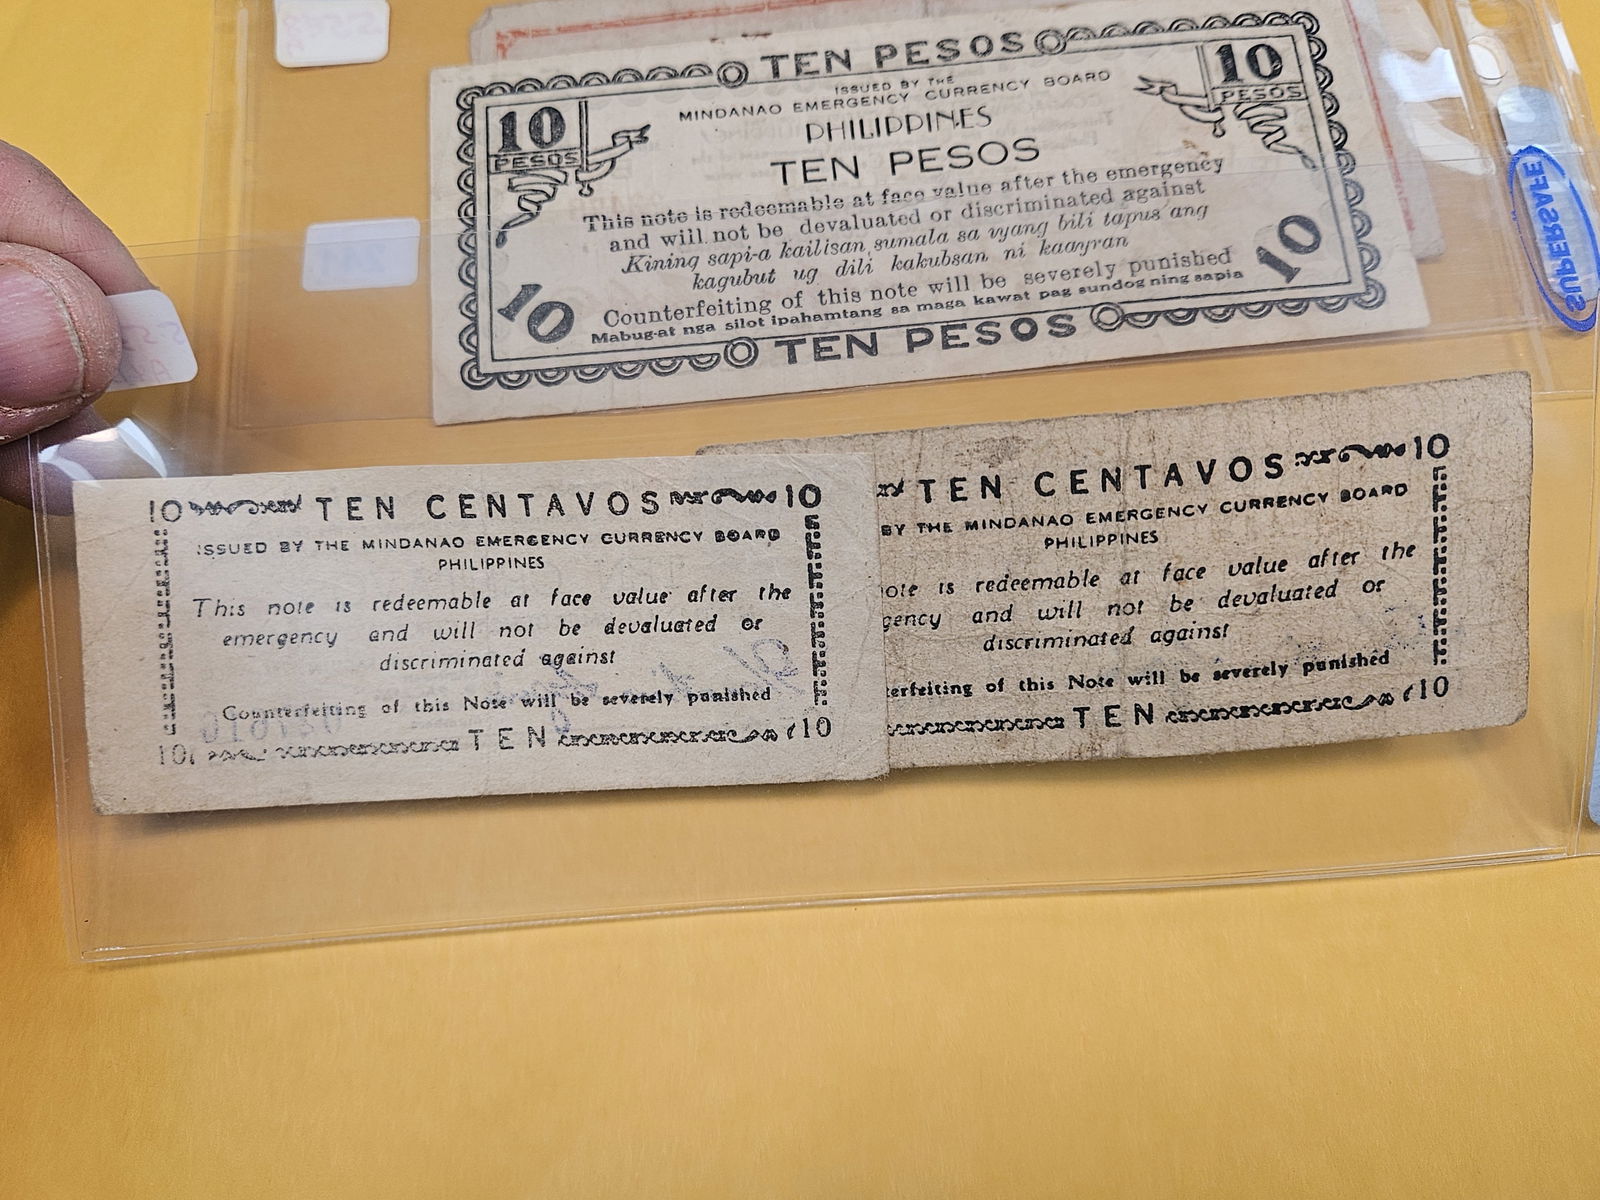 TEN PESOS
ISSUED BY THE
MINDANAO EMERGENCY CURRENCY BOARD
PHILIPPINES
TEN PESOS
10
PESOS
10
PESOS
This note is redeemable at face value after the emergency
and will not be devaluated or discriminated against
Kining sapi-a kailisan sumala sa uyang bili tapus ang
kagubut ug dili kakubsan ni kaayran
Counterfeiting of this note will be severely punished
Mabug-at nga silot ipahamtang sa maga kawat pag sundog ning sapia
10
10
TEN PESOS
SUPERSAFE
10 TEN CENTAVOS 10
ISSUED BY THE MINDANAO EMERGENCY CURRENCY BOARD
PHILIPPINES
This note is redeemable at face value after the
emergency and will not be devaluated or
discriminated against
Counterfeiting of this Note will be severely punished
10 TEN 10
TEN CENTAVOS 10
BY THE MINDANAO EMERGENCY CURRENCY BOARD
PHILIPPINES
ote is redeemable at face value after the
gency and will not be devaluated or
discriminated against
terfeiting of this Note will be severely punished
TEN 10